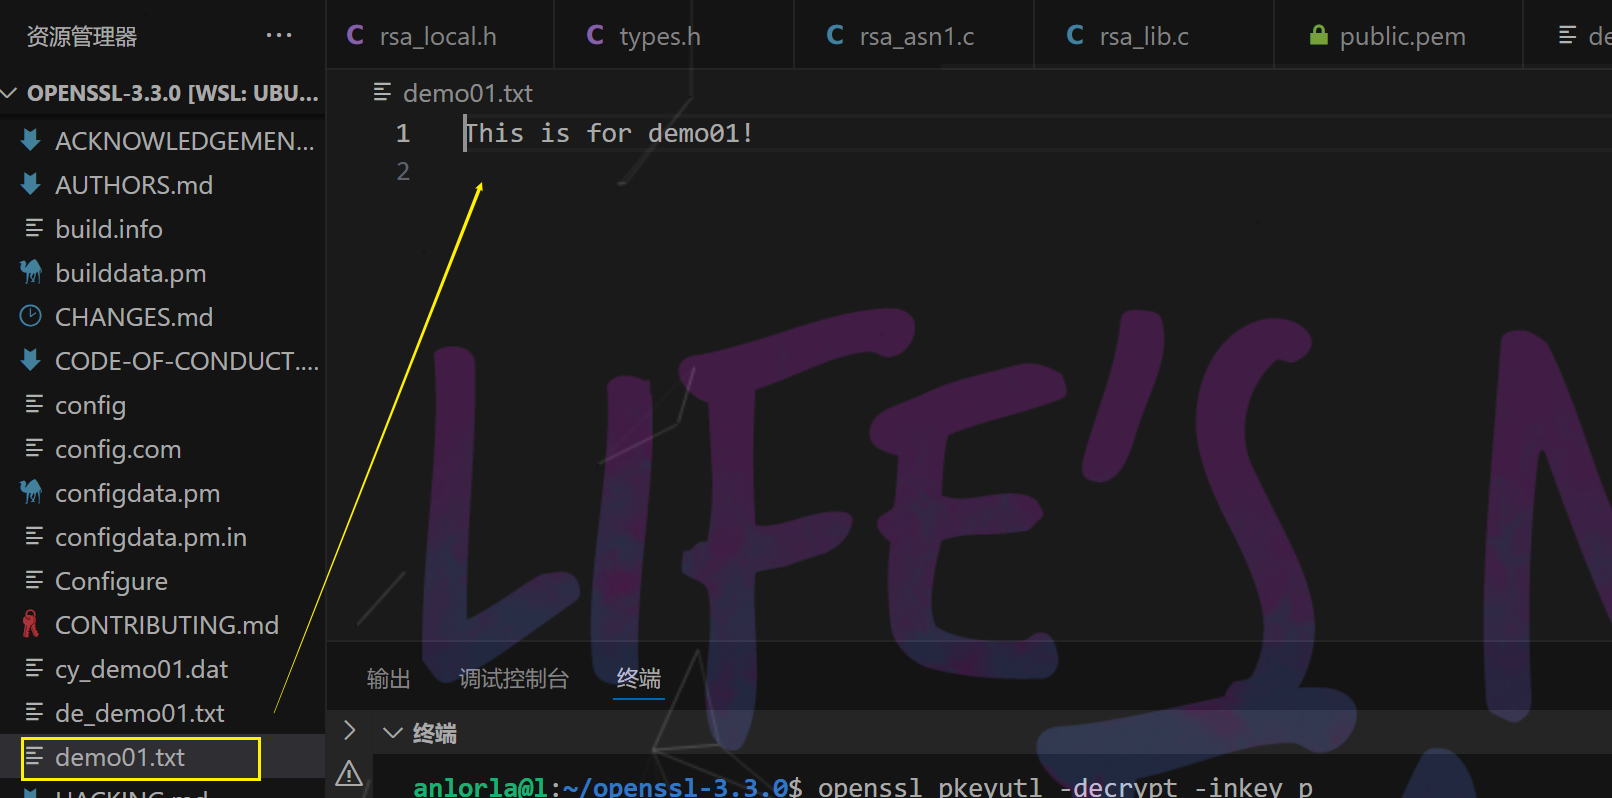 资源管理器 ...
OPENSSL-3.3.0 [WSL: UBU...
ACKNOWLEDGEMEN...
AUTHORS.md
build.info
builddata.pm
CHANGES.md
CODE-OF-CONDUCT....
config
config.com
configdata.pm
configdata.pm.in
Configure
CONTRIBUTING.md
cy_demo01.dat
de_demo01.txt
demo01.txt
HACKING.md
rsa_local.h types.h rsa_asn1.c rsa_lib.c public.pem de
demo01.txt
1 This is for demo01!
2
LIFE'S
输出 调试控制台 终端
终端
anlorla@l:~/openssl-3.3.0$ openssl pkeyutl -decrypt -inkey p